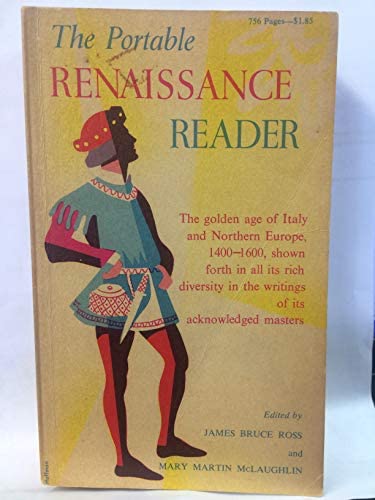 756 Pages—$1.85
The Portable
RENAISSANCE
READER
The golden age of Italy
and Northern Europe,
1400—1600, shown
forth in all its rich
diversity in the writings
of its
acknowledged masters
Edited by
JAMES BRUCE ROSS
and
MARY MARTIN McLAUGHLIN